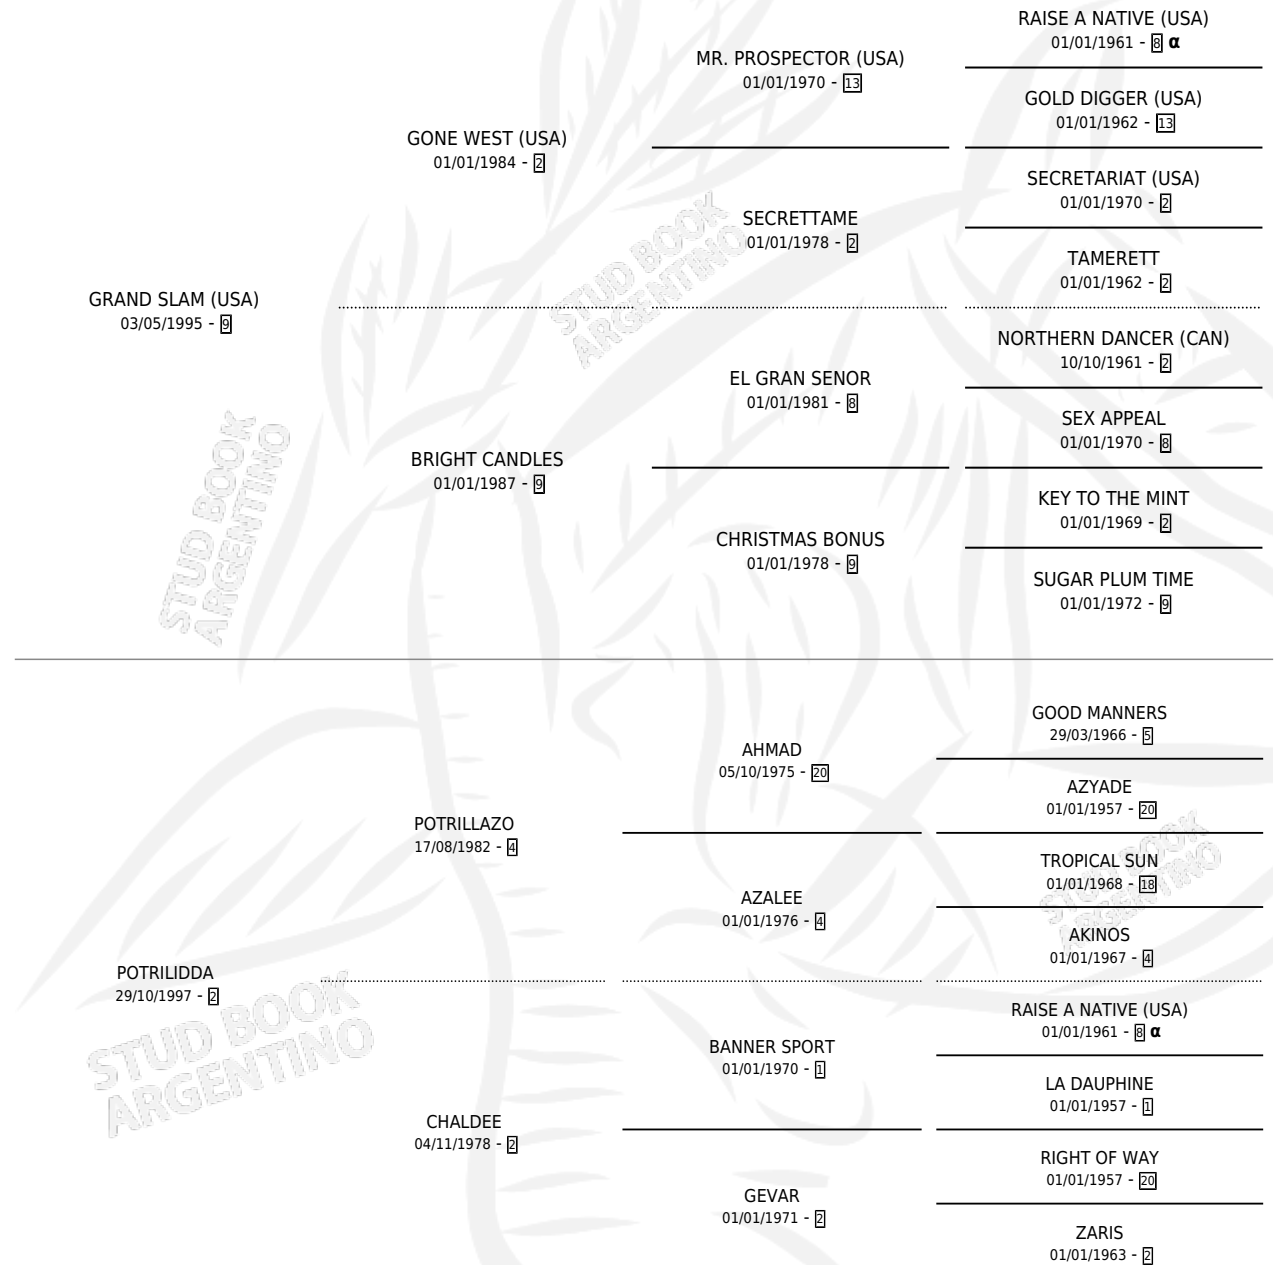 RAISE A NATIVE (USA)
01/01/1961 - 8 α
MR. PROSPECTOR (USA)
01/01/1970 - 13
GOLD DIGGER (USA)
01/01/1962 - 13
GONE WEST (USA)
01/01/1984 - 2
SECRETARIAT (USA)
01/01/1970 - 2
SECRETTAME
01/01/1978 - 2
TAMERETT
01/01/1962 - 2
GRAND SLAM (USA)
03/05/1995 - 9
NORTHERN DANCER (CAN)
10/10/1961 - 2
EL GRAN SENOR
01/01/1981 - 8
SEX APPEAL
01/01/1970 - 8
BRIGHT CANDLES
01/01/1987 - 9
KEY TO THE MINT
01/01/1969 - 2
CHRISTMAS BONUS
01/01/1978 - 9
SUGAR PLUM TIME
01/01/1972 - 9
GOOD MANNERS
29/03/1966 - 5
AHMAD
05/10/1975 - 20
AZYADE
01/01/1957 - 20
POTRILLAZO
17/08/1982 - 4
TROPICAL SUN
01/01/1968 - 18
AZALEE
01/01/1976 - 4
AKINOS
01/01/1967 - 4
POTRILIDDA
29/10/1997 - 2
RAISE A NATIVE (USA)
01/01/1961 - 8 α
BANNER SPORT
01/01/1970 - 1
LA DAUPHINE
01/01/1957 - 1
CHALDEE
04/11/1978 - 2
RIGHT OF WAY
01/01/1957 - 20
GEVAR
01/01/1971 - 2
ZARIS
01/01/1963 - 2
STUD BOOK
ARGENTINO
STUD BOOK
ARGENTINO
STUD BOOK
ARGENTINO
STUD BOOK
ARGENTINO